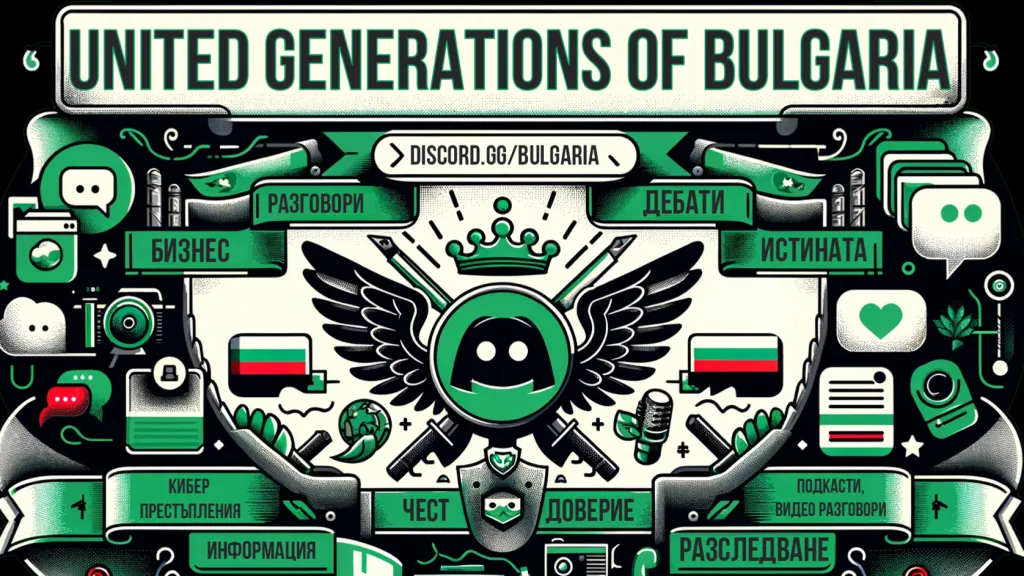 UNITED GENERATIONS OF BULGARIA
DISCORD.GG/BULGARIA
РАЗГОВОРИ
ДЕБАТИ
БИЗНЕС
ИСТИНАТА
КИБЕР
ПРЕСТЪПЛЕНИЯ
ЧЕСТ
ДОВЕРИЕ
ПОДКАСТИ,
ВИДЕО РАЗГОВОРИ
ИНФОРМАЦИЯ
РАЗСЛЕДВАНЕ